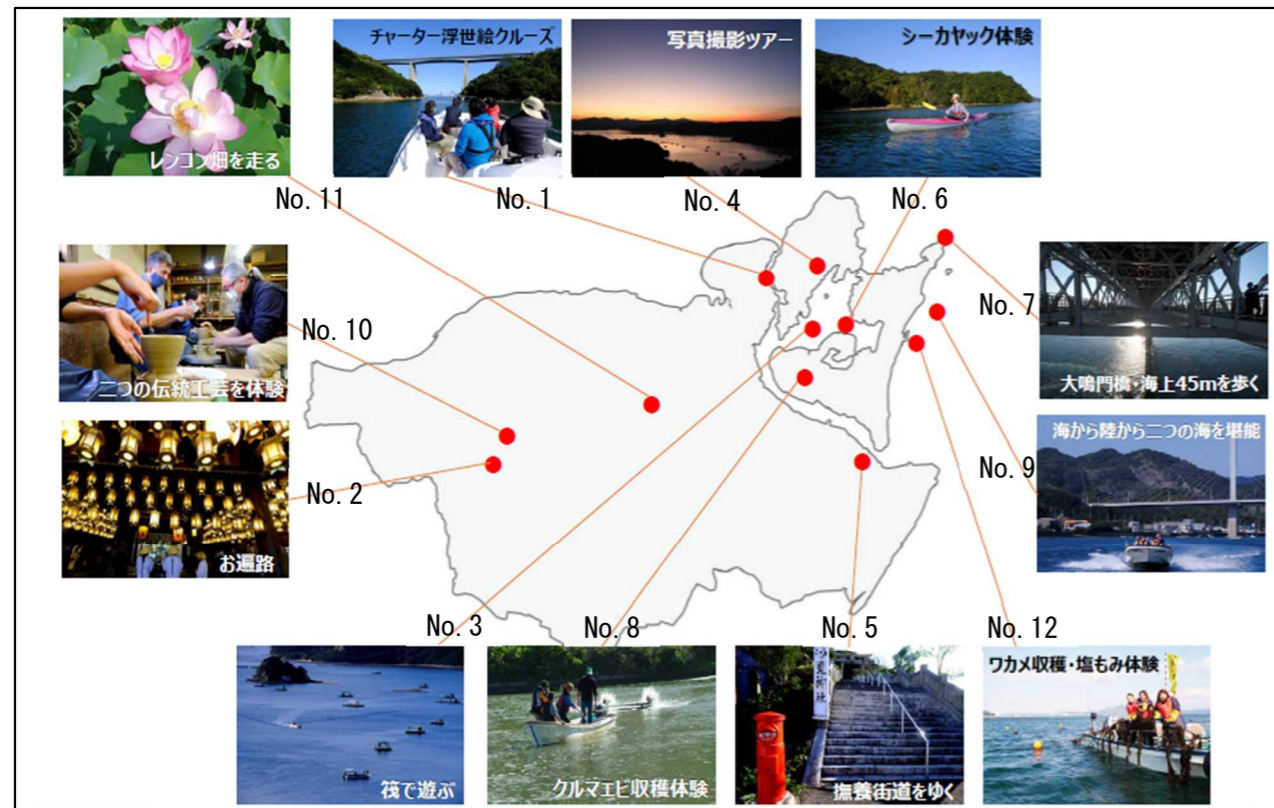 レンコン畑を走る
チャーター浮世絵クルーズ
写真撮影ツアー
シーカヤック体験
No. 11
No. 1
No. 4
No. 6
二つの伝統工芸を体験
No. 10
No. 7
大鳴門橋・海上45mを歩く
お遍路
No. 2
No. 9
海から陸から二つの海を堪能
No. 3
No. 8
No. 5
No. 12
筏で遊ぶ
クルマエビ収穫体験
撫養街道をゆく
ワカメ収穫・塩もみ体験